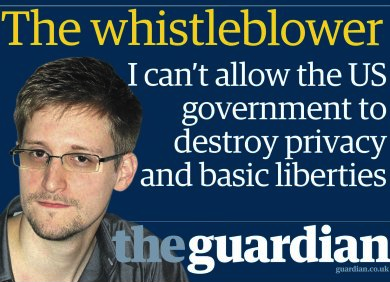 The whistleblower
I can't allow the US
government to
destroy privacy
and basic liberties
theguardian
guardian.co.uk